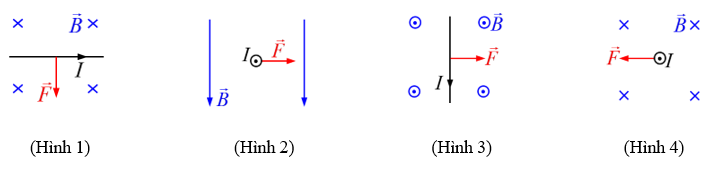 B⃗
I
F⃗
(Hình 1)
I
F⃗
B⃗
(Hình 2)
B⃗
F⃗
I
(Hình 3)
B⃗
F⃗
I
(Hình 4)